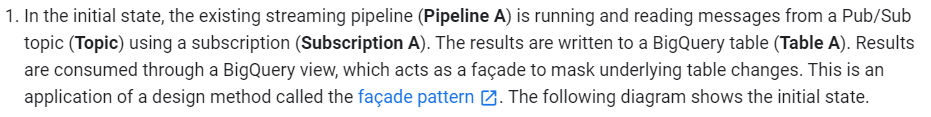 1. In the initial state, the existing streaming pipeline (Pipeline A) is running and reading messages from a Pub/Sub
topic (Topic) using a subscription (Subscription A). The results are written to a BigQuery table (Table A). Results
are consumed through a BigQuery view, which acts as a façade to mask underlying table changes. This is an
application of a design method called the façade pattern. The following diagram shows the initial state.